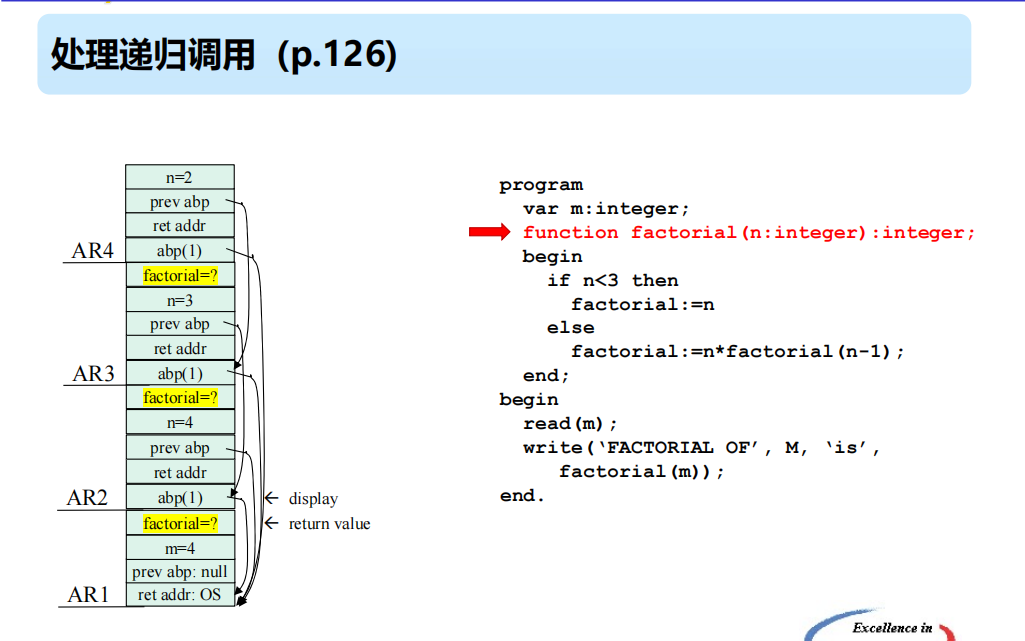 处理递归调用 (p.126)
n=2
prev abp
ret addr
AR4 abp(1)
factorial=?
n=3
prev abp
ret addr
AR3 abp(1)
factorial=?
n=4
prev abp
ret addr
AR2 abp(1) ← display
factorial=? ← return value
m=4
prev abp: null
AR1 ret addr: OS
program
var m:integer;
function factorial(n:integer):integer;
begin
if n<3 then
factorial:=n
else
factorial:=n*factorial(n-1);
end;
begin
read(m);
write(‘FACTORIAL OF’, M, ‘is’,
factorial(m));
end.
Excellence in